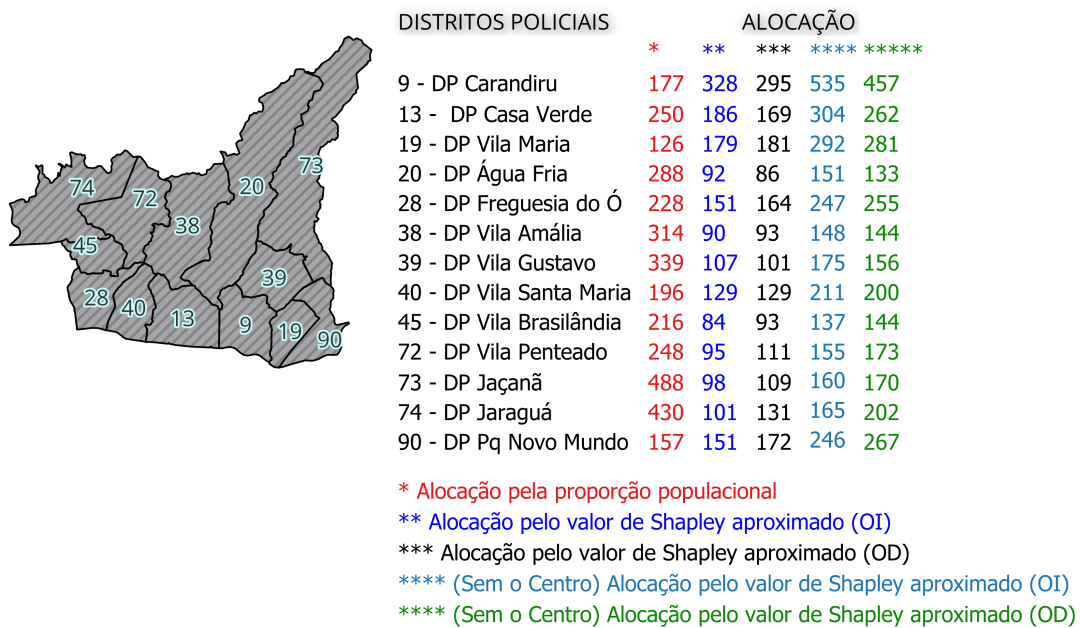 DISTRITOS POLICIAIS ALOCAÇÃO
* ** *** **** *****
9 - DP Carandiru 177 328 295 535 457
13 - DP Casa Verde 250 186 169 304 262
19 - DP Vila Maria 126 179 181 292 281
20 - DP Água Fria 288 92 86 151 133
28 - DP Freguesia do Ó 228 151 164 247 255
38 - DP Vila Amália 314 90 93 148 144
39 - DP Vila Gustavo 339 107 101 175 156
40 - DP Vila Santa Maria 196 129 129 211 200
45 - DP Vila Brasilândia 216 84 93 137 144
72 - DP Vila Penteado 248 95 111 155 173
73 - DP Jaçanã 488 98 109 160 170
74 - DP Jaraguá 430 101 131 165 202
90 - DP Pq Novo Mundo 157 151 172 246 267
* Alocação pela proporção populacional
** Alocação pelo valor de Shapley aproximado (OI)
*** Alocação pelo valor de Shapley aproximado (OD)
**** (Sem o Centro) Alocação pelo valor de Shapley aproximado (OI)
**** (Sem o Centro) Alocação pelo valor de Shapley aproximado (OD)
73
74
20
72
38
45
39
28
40
13
9
19
90